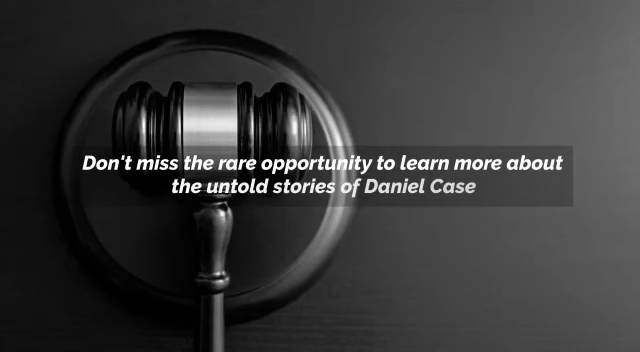 Don't miss the rare opportunity to learn more about
the untold stories of Daniel Case